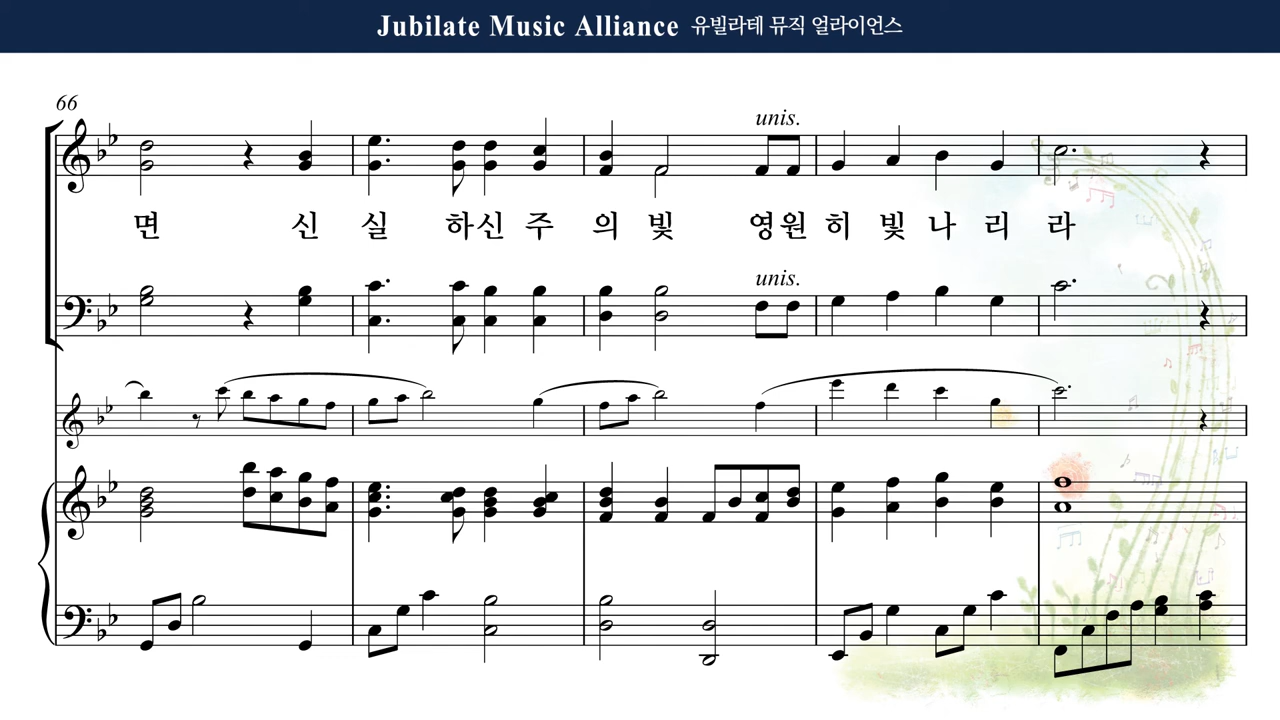 Jubilate Music Alliance 유빌라테 뮤직 얼라이언스
66
unis.
면 신 실 하신 주 의 빛 영원 히 빛 나 리 라
unis.